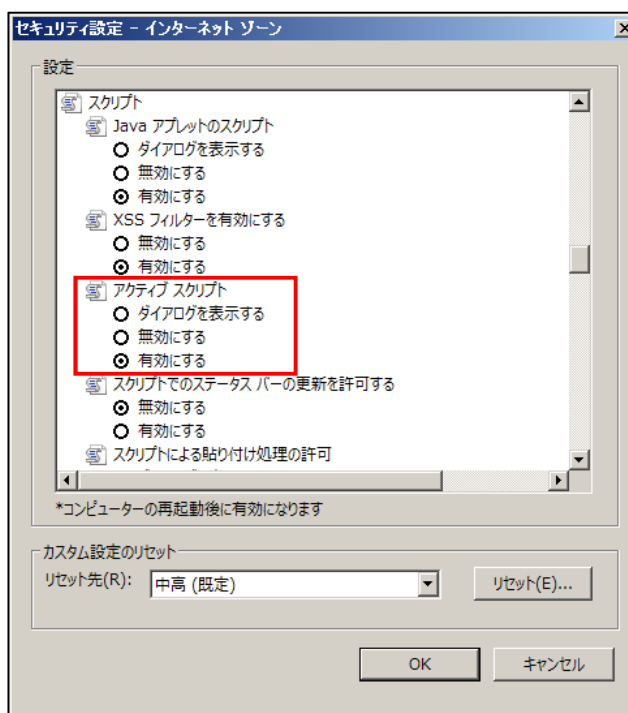 セキュリティ設定 - インターネット ゾーン
設定
スクリプト
Java アプレットのスクリプト
ダイアログを表示する
無効にする
有効にする
XSS フィルターを有効にする
無効にする
有効にする
アクティブ スクリプト
ダイアログを表示する
無効にする
有効にする
スクリプトでのステータス バーの更新を許可する
無効にする
有効にする
スクリプトによる貼り付け処理の許可
*コンピューターの再起動後に有効になります
カスタム設定のリセット
リセット先(R): 中高 (既定) リセット(E)...
OK キャンセル